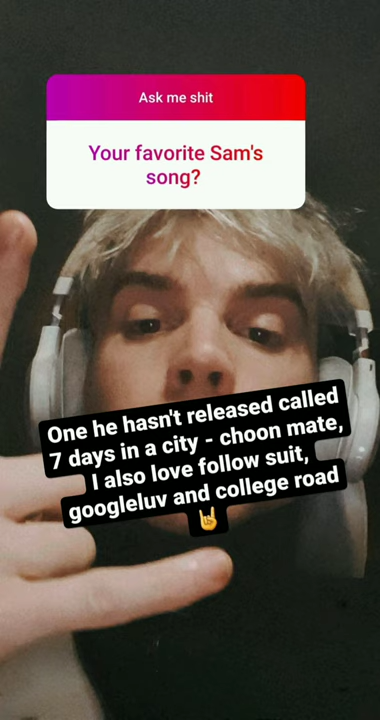 Ask me shit
Your favorite Sam's
song?
One he hasn't released called
7 days in a city - choon mate,
I also love follow suit,
googleluv and college road
🤘